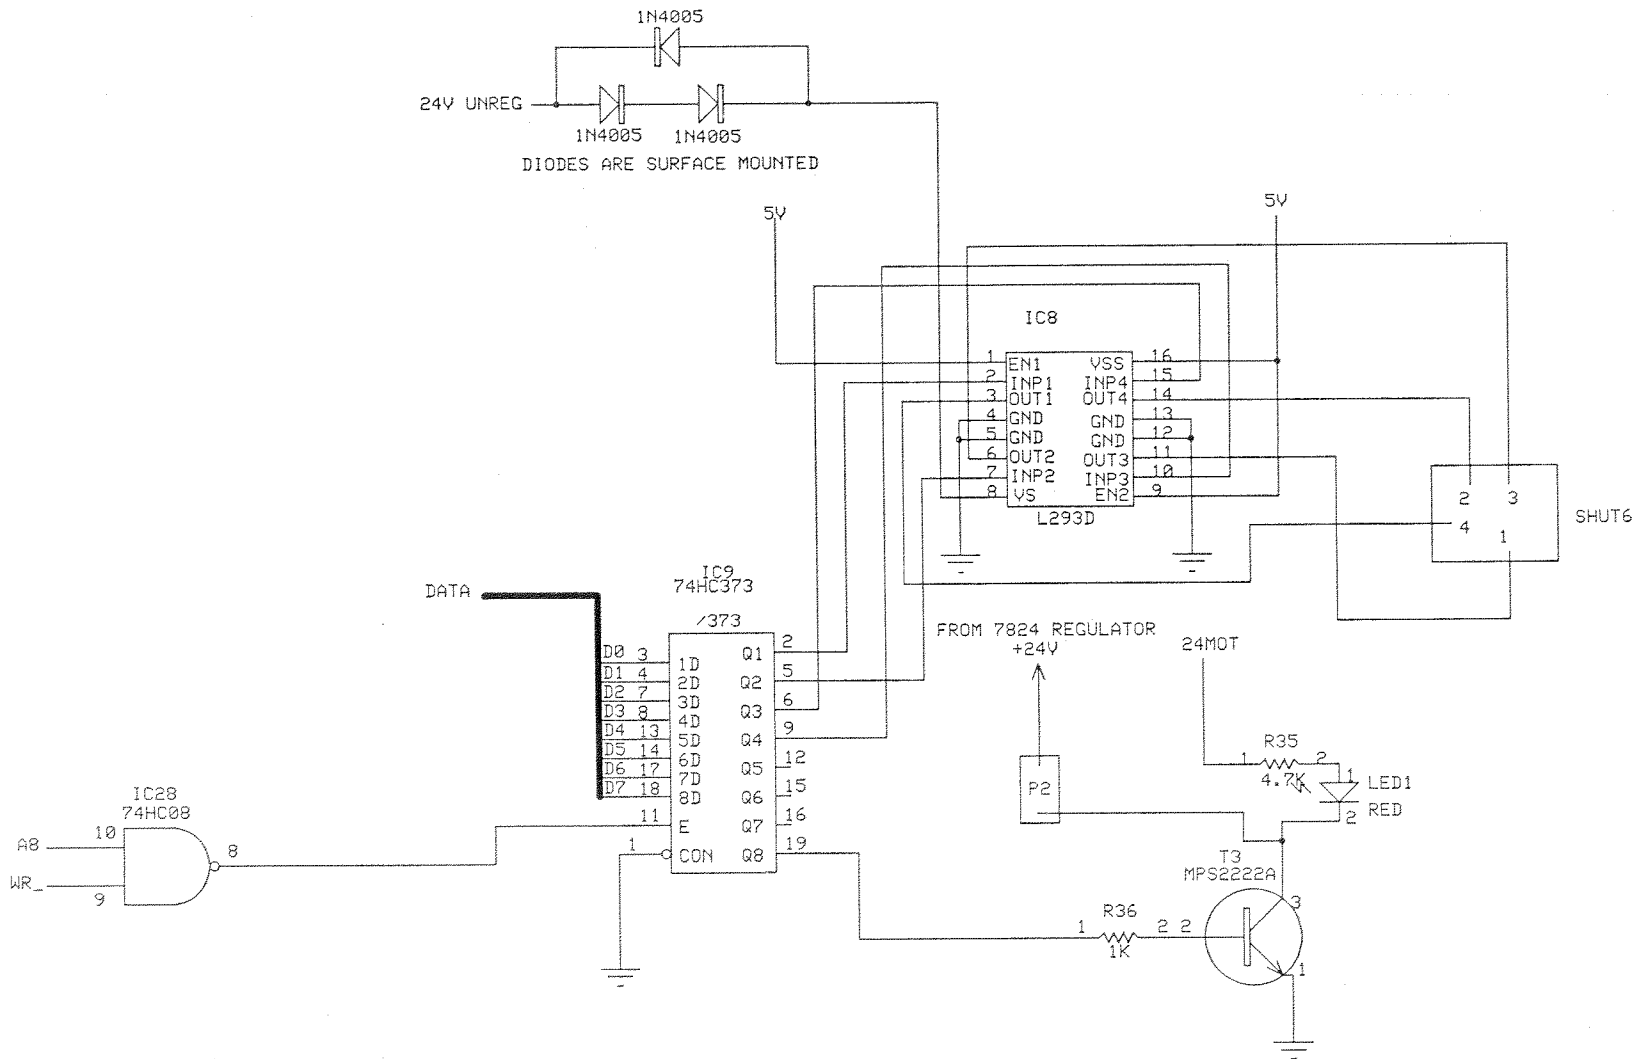 1N4005
24V UNREG
1N4005 1N4005
DIODES ARE SURFACE MOUNTED
5V
5V
IC8
1 EN1 VSS 16
2 INP1 INP4 15
3 OUT1 OUT4 14
4 GND GND 13
5 GND GND 12
6 OUT2 OUT3 11
7 INP2 INP3 10
8 VS EN2 9
L293D
2 3
4 1
SHUT6
DATA
IC9
74HC373
/373
D0 3 1D Q1 2
D1 4 2D Q2 5
D2 7 3D Q3 6
D3 8 4D Q4 9
D4 13 5D Q5 12
D5 14 6D Q6 15
D6 17 7D Q7 16
D7 18 8D Q8 19
11 E
1 CON
FROM 7824 REGULATOR
+24V
24MOT
P2
1 R35 2
4.7K
1 LED1
RED
2
IC28
74HC08
A8 10
8
WR_ 9
T3
MPS2222A
3
R36
1 2 2
1K
1